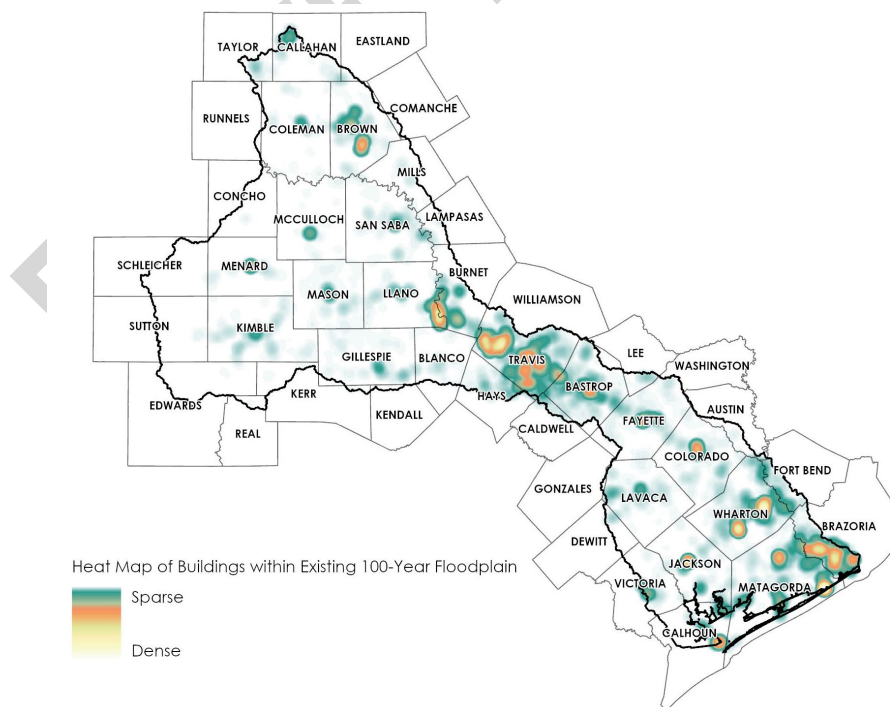 EASTLAND
TAYLOR
CALLAHAN
COMANCHE
RUNNELS
COLEMAN
BROWN
MILLS
CONCHO
MCCULLOCH
SAN SABA
LAMPASAS
SCHLEICHER
MENARD
BURNET
MASON
LLANO
WILLIAMSON
SUTTON
KIMBLE
GILLESPIE
BLANCO
TRAVIS
LEE
WASHINGTON
KERR
HAYS
BASTROP
EDWARDS
KENDALL
AUSTIN
REAL
CALDWELL
FAYETTE
COLORADO
FORT BEND
GONZALES
LAVACA
WHARTON
BRAZORIA
DEWITT
JACKSON
VICTORIA
MATAGORDA
CALHOUN
Heat Map of Buildings within Existing 100-Year Floodplain
Sparse
Dense